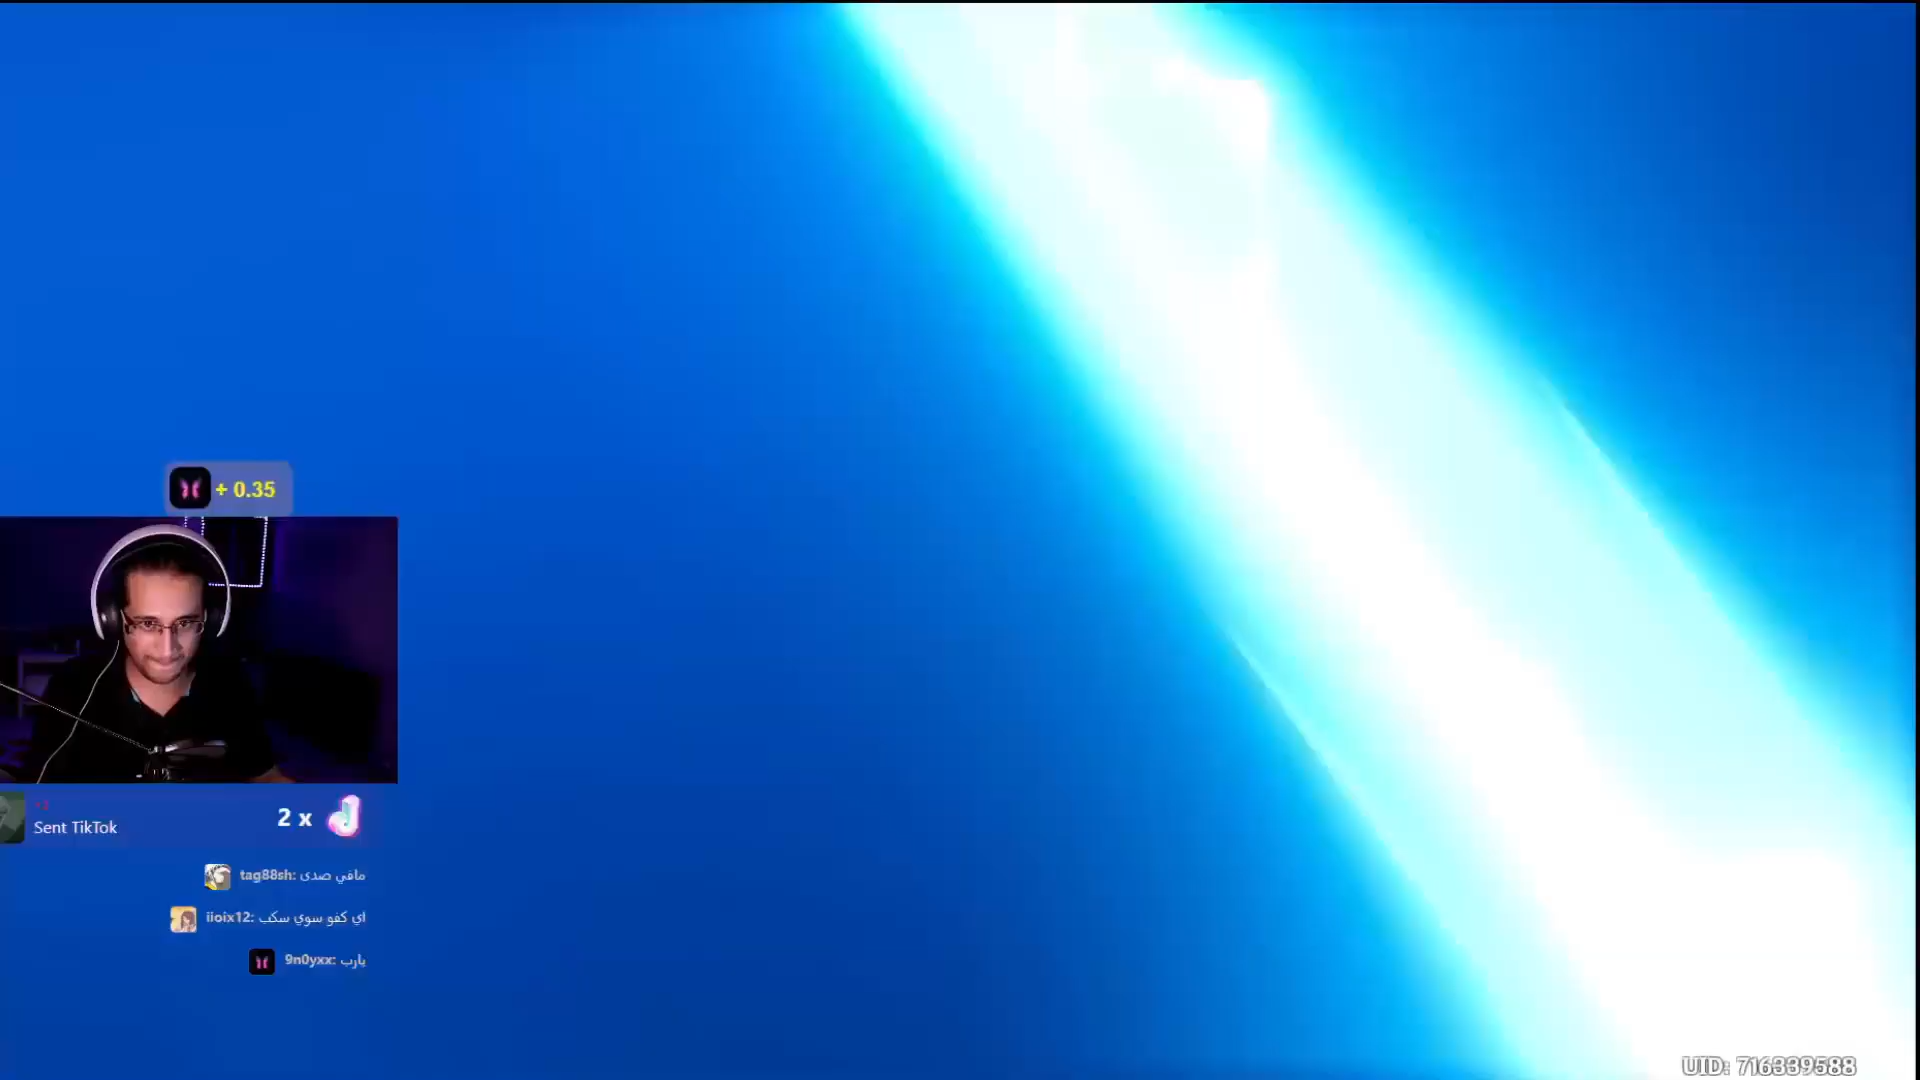 + 0.35
Sent TikTok
2 x
tag88sh: مافي صدى
iioix12: اي كفو سوي سكب
9n0yxx: يارب
UID: 716339588